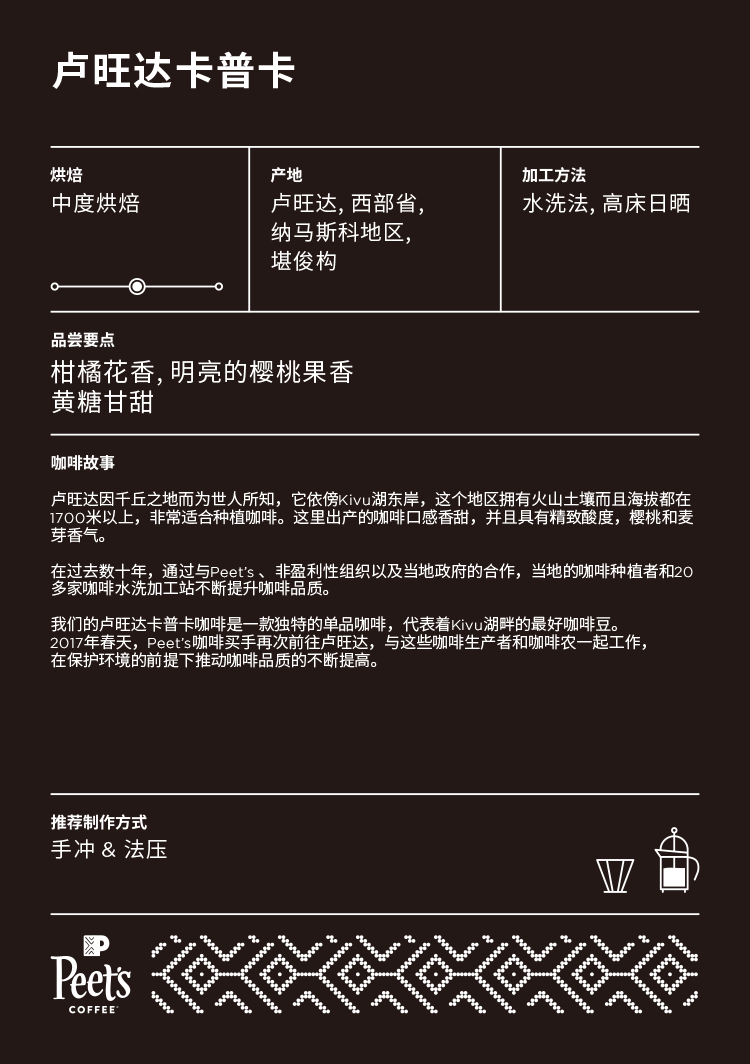 卢旺达卡普卡
烘焙
中度烘焙
产地
卢旺达, 西部省,
纳马斯科地区,
堪俊构
加工方法
水洗法, 高床日晒
品尝要点
柑橘花香, 明亮的樱桃果香
黄糖甘甜
咖啡故事
卢旺达因千丘之地而为世人所知，它依傍Kivu湖东岸，这个地区拥有火山土壤而且海拔都在
1700米以上，非常适合种植咖啡。这里出产的咖啡口感香甜，并且具有精致酸度，樱桃和麦
芽香气。
在过去数十年，通过与Peet's 、非盈利性组织以及当地政府的合作，当地的咖啡种植者和20
多家咖啡水洗加工站不断提升咖啡品质。
我们的卢旺达卡普卡咖啡是一款独特的单品咖啡，代表着Kivu湖畔的最好咖啡豆。
2017年春天，Peet's咖啡买手再次前往卢旺达，与这些咖啡生产者和咖啡农一起工作，
在保护环境的前提下推动咖啡品质的不断提高。
推荐制作方式
手冲 & 法压
P
Peet's
COFFEE